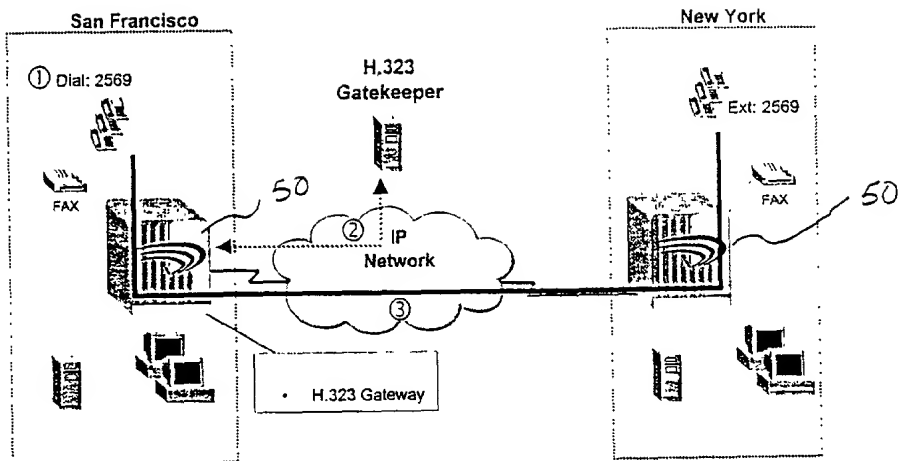 San Francisco
New York
① Dial: 2569
H.323
Gatekeeper
Ext: 2569
FAX
50
②
IP
Network
FAX
50
N
N
③
• H.323 Gateway